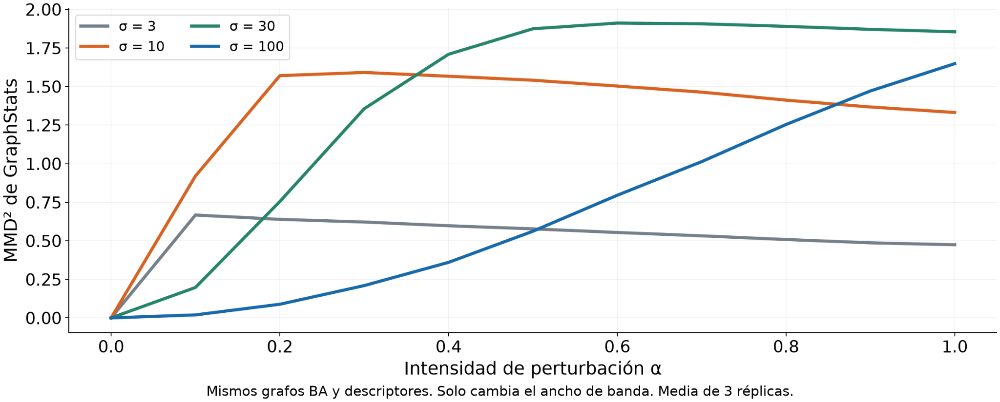 MMD² de GraphStats
2.00
1.75
1.50
1.25
1.00
0.75
0.50
0.25
0.00
σ = 3
σ = 10
σ = 30
σ = 100
0.0 0.2 0.4 0.6 0.8 1.0
Intensidad de perturbación α
Mismos grafos BA y descriptores. Solo cambia el ancho de banda. Media de 3 réplicas.